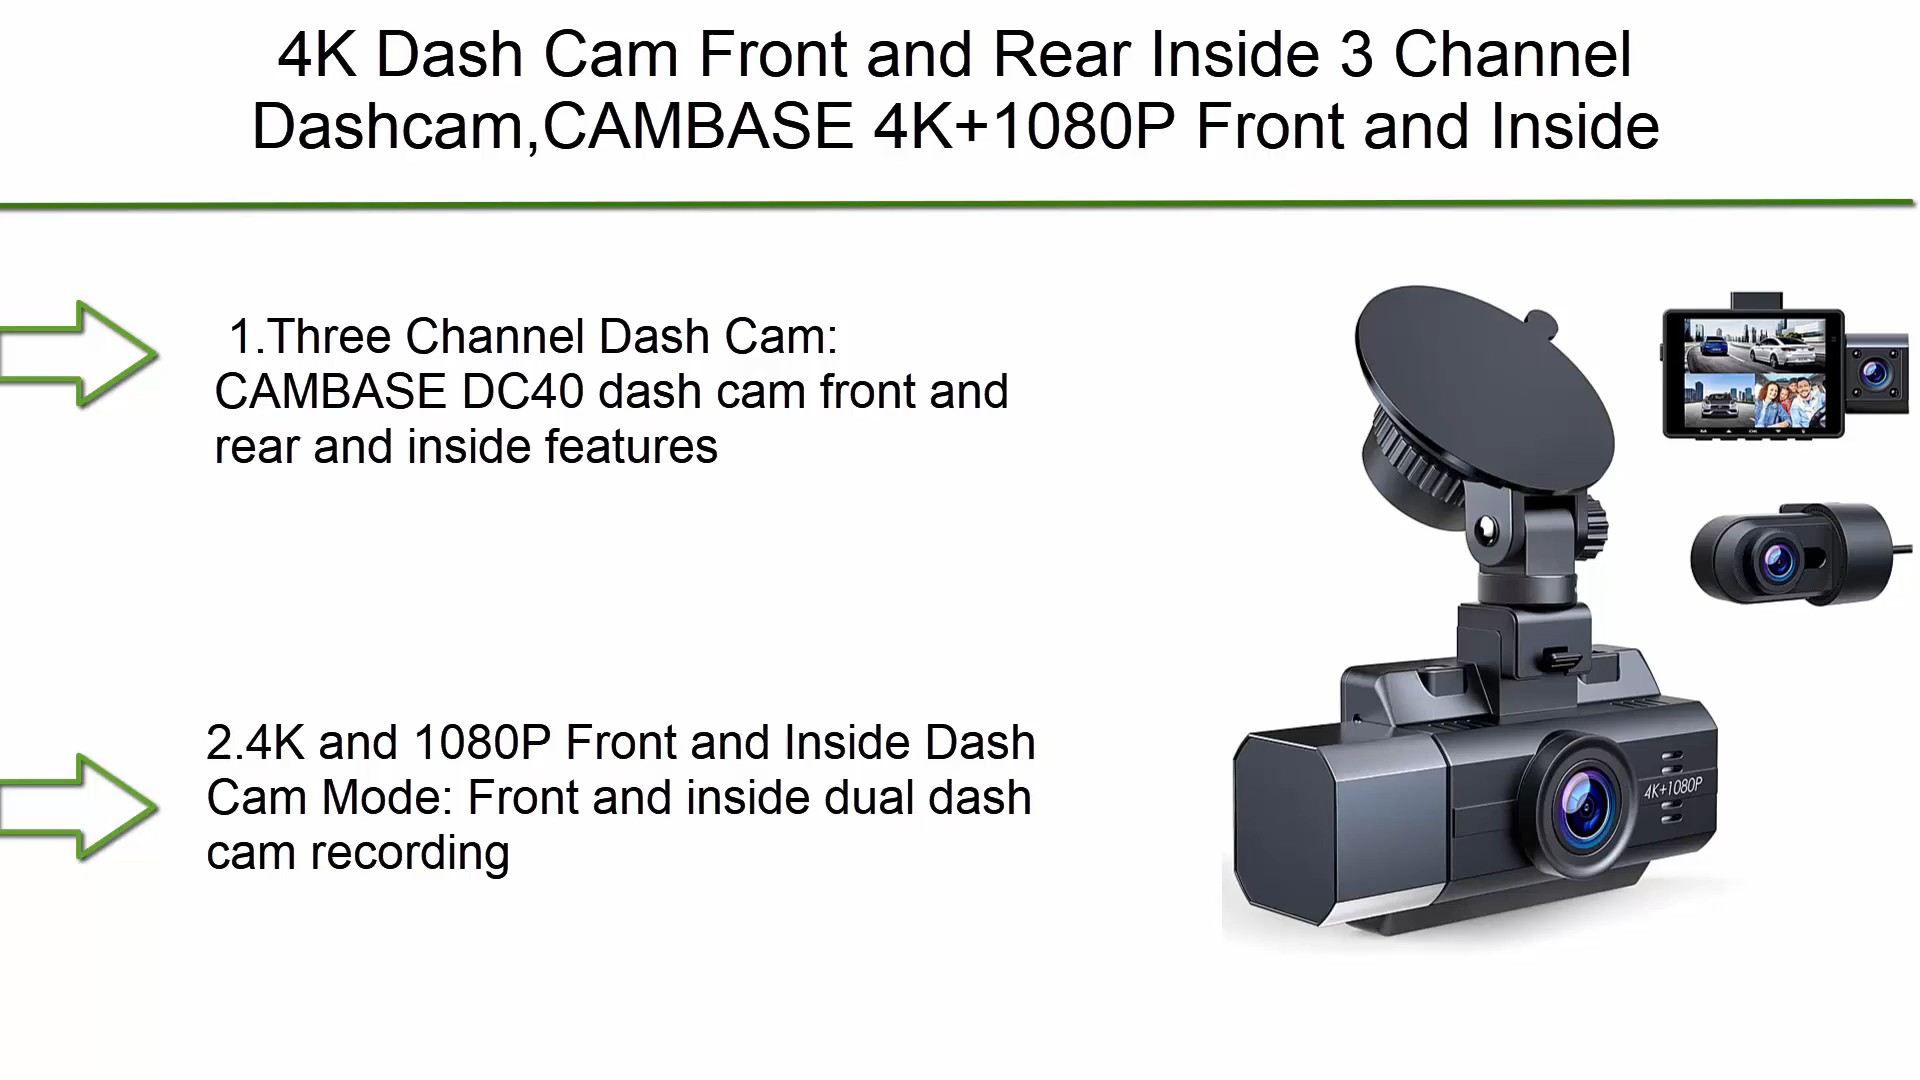 4K Dash Cam Front and Rear Inside 3 Channel
Dashcam,CAMBASE 4K+1080P Front and Inside
1.Three Channel Dash Cam:
CAMBASE DC40 dash cam front and
rear and inside features
2.4K and 1080P Front and Inside Dash
Cam Mode: Front and inside dual dash
cam recording
4K+1080P